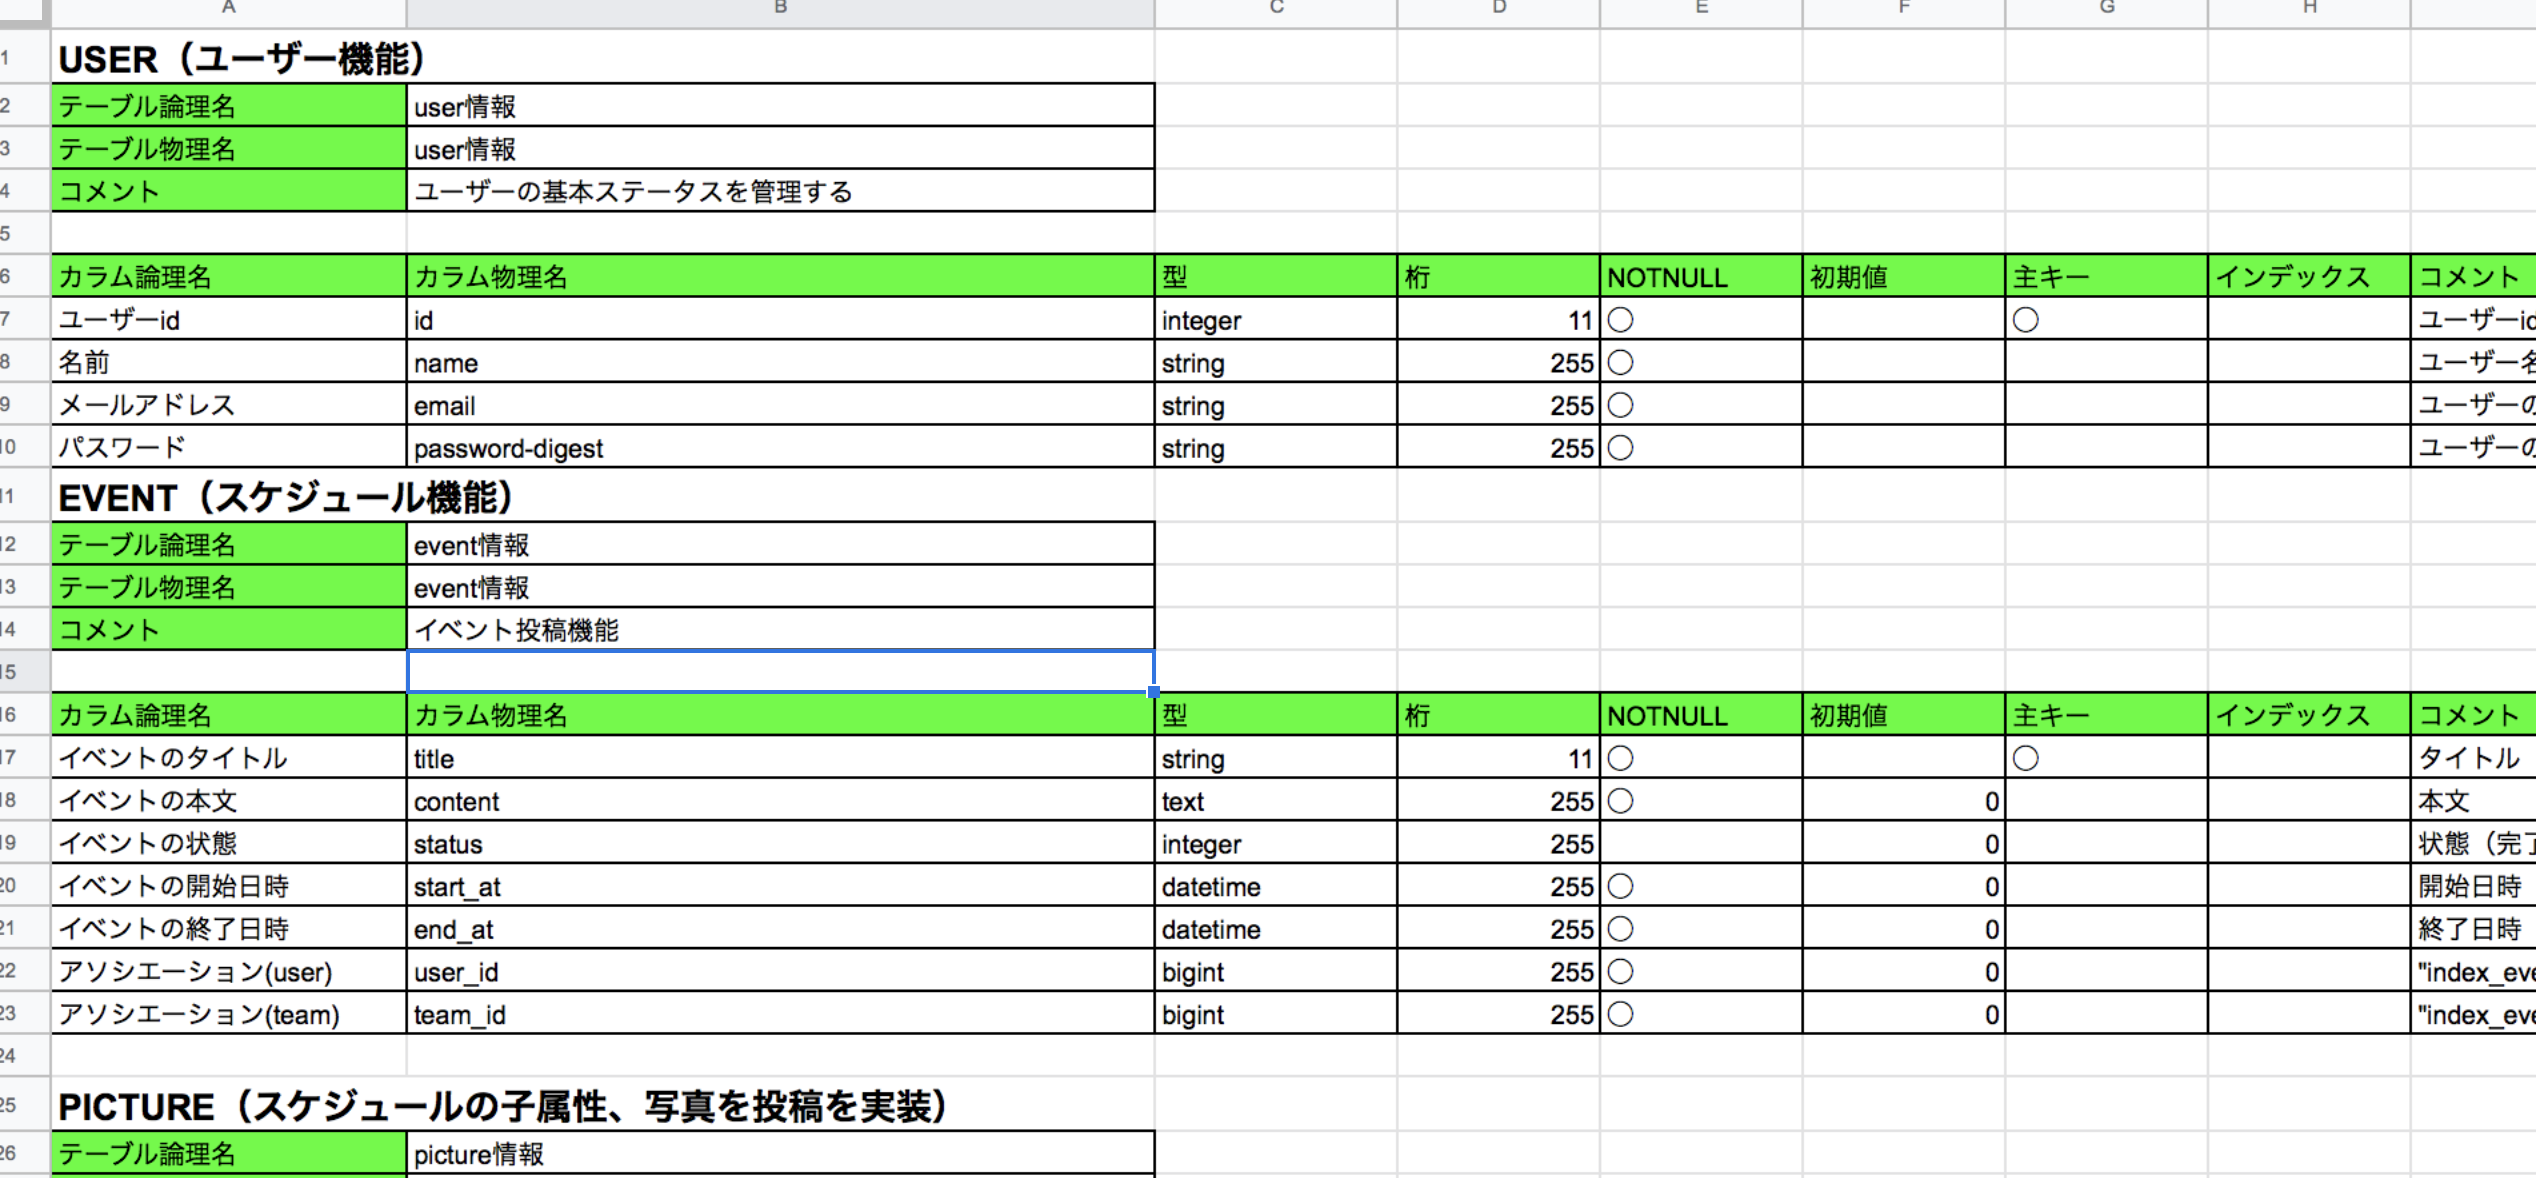 A B C D E F G H
1 USER（ユーザー機能）
2 テーブル論理名 user情報
3 テーブル物理名 user情報
4 コメント ユーザーの基本ステータスを管理する
5
6 カラム論理名 カラム物理名 型 桁 NOTNULL 初期値 主キー インデックス コメント
7 ユーザーid id integer 11 〇 〇 ユーザーid
8 名前 name string 255 〇 ユーザー名
9 メールアドレス email string 255 〇 ユーザーの
10 パスワード password-digest string 255 〇 ユーザーの
11 EVENT（スケジュール機能）
12 テーブル論理名 event情報
13 テーブル物理名 event情報
14 コメント イベント投稿機能
15
16 カラム論理名 カラム物理名 型 桁 NOTNULL 初期値 主キー インデックス コメント
17 イベントのタイトル title string 11 〇 〇 タイトル
18 イベントの本文 content text 255 〇 0 本文
19 イベントの状態 status integer 255 0 状態（完了
20 イベントの開始日時 start_at datetime 255 〇 0 開始日時
21 イベントの終了日時 end_at datetime 255 〇 0 終了日時
22 アソシエーション(user) user_id bigint 255 〇 0 "index_eve
23 アソシエーション(team) team_id bigint 255 〇 0 "index_eve
24
25 PICTURE（スケジュールの子属性、写真を投稿を実装）
26 テーブル論理名 picture情報